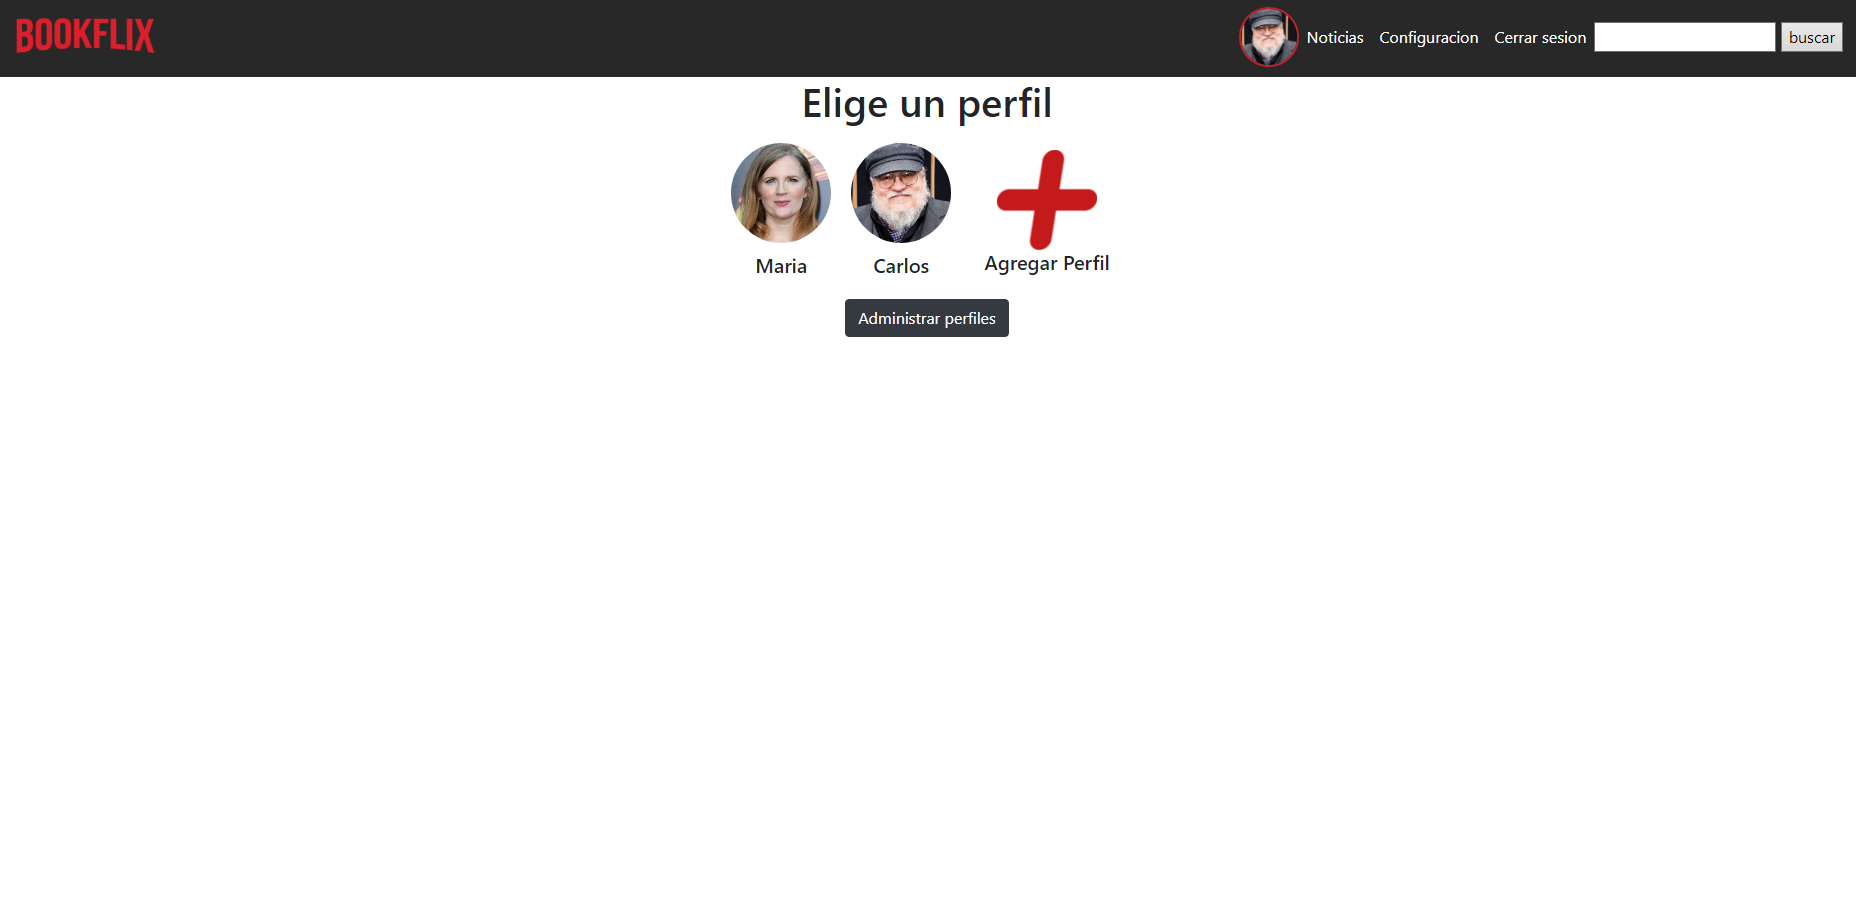 BOOKFLIX
Noticias Configuracion Cerrar sesion buscar
Elige un perfil
Maria Carlos Agregar Perfil
Administrar perfiles